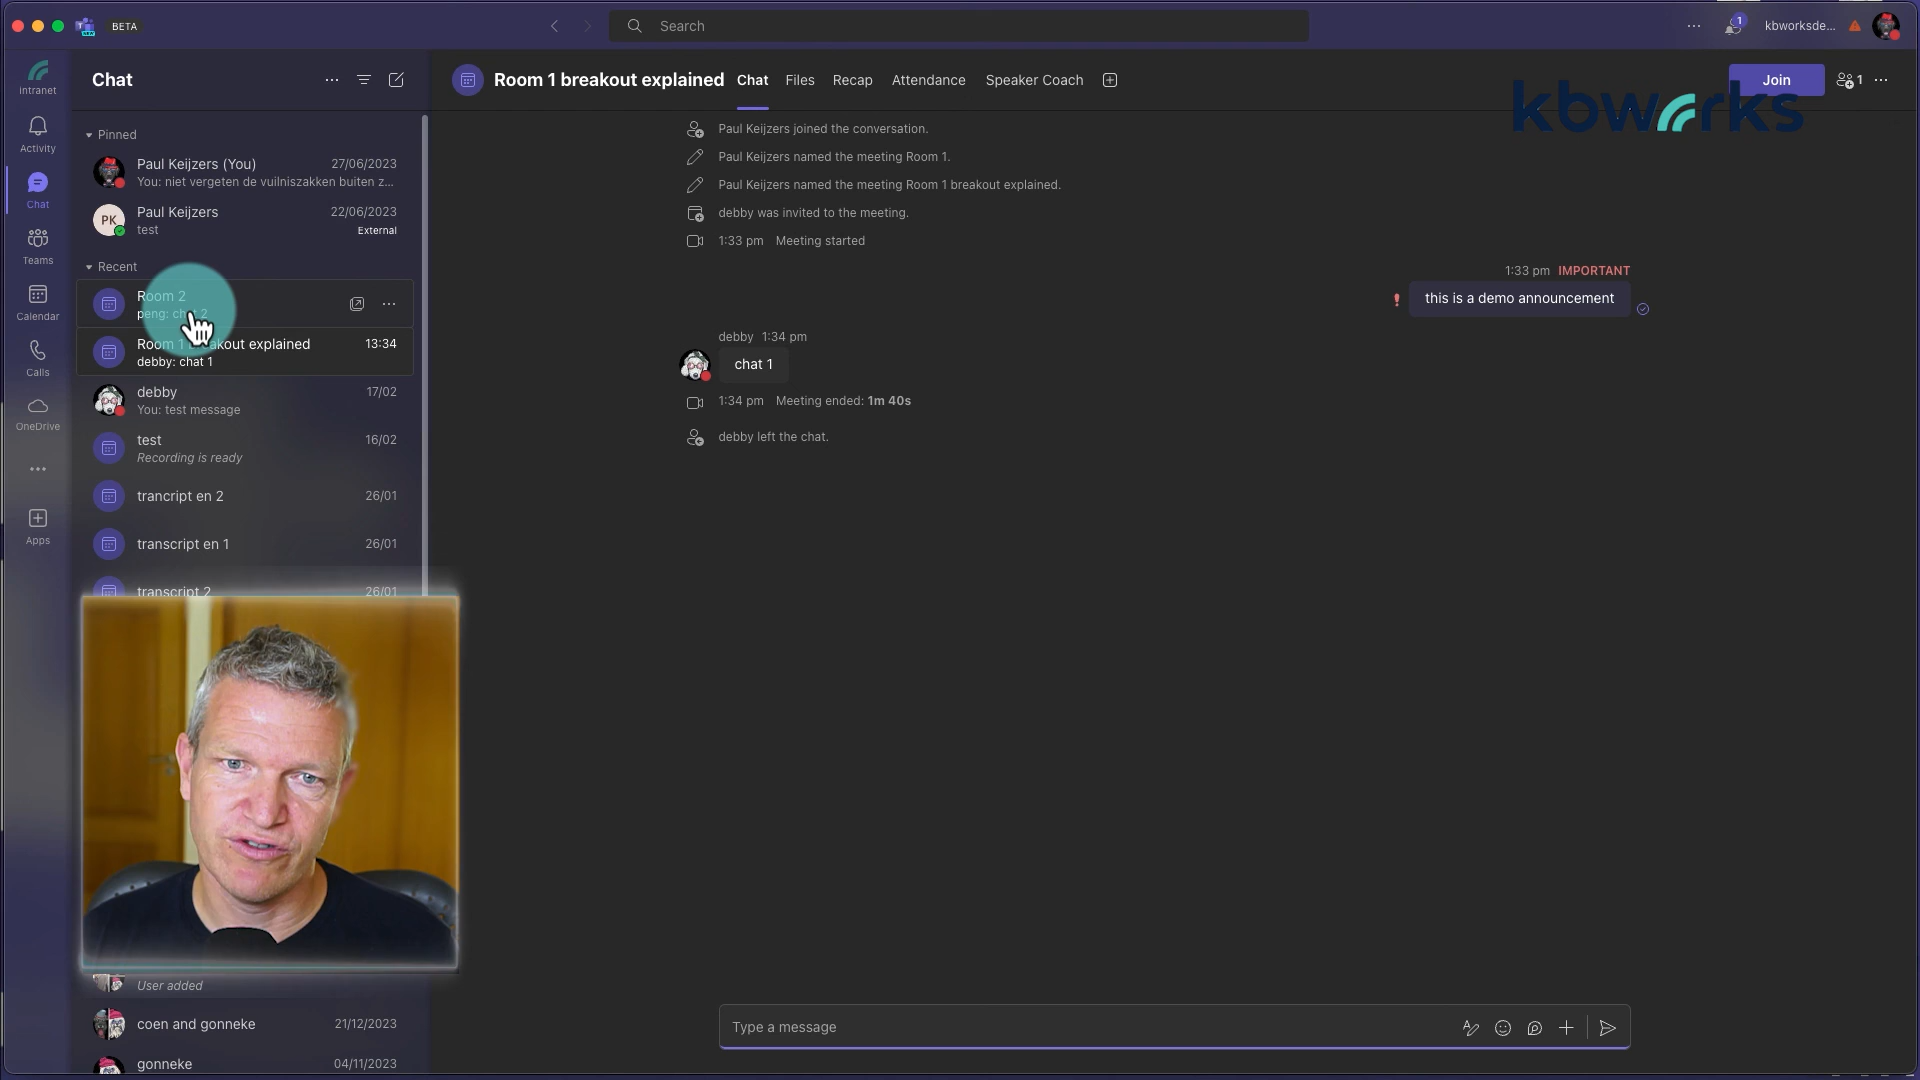 BETA
Search
1
kbworksde...
intranet
Activity
Chat
Teams
Calendar
Calls
OneDrive
Apps
Chat
Pinned
Paul Keijzers (You) 27/06/2023
You: niet vergeten de vuilniszakken buiten z...
PK
Paul Keijzers 22/06/2023
test External
Recent
Room 2
peng: chat 2
Room 1 breakout explained 13:34
debby: chat 1
debby 17/02
You: test message
test 16/02
Recording is ready
trancript en 2 26/01
transcript en 1 26/01
transcript 2 26/01
User added
coen and gonneke 21/12/2023
gonneke 04/11/2023
Room 1 breakout explained Chat Files Recap Attendance Speaker Coach
Join 1
kbworks
Paul Keijzers joined the conversation.
Paul Keijzers named the meeting Room 1.
Paul Keijzers named the meeting Room 1 breakout explained.
debby was invited to the meeting.
1:33 pm Meeting started
1:33 pm IMPORTANT
this is a demo announcement
debby 1:34 pm
chat 1
1:34 pm Meeting ended: 1m 40s
debby left the chat.
Type a message